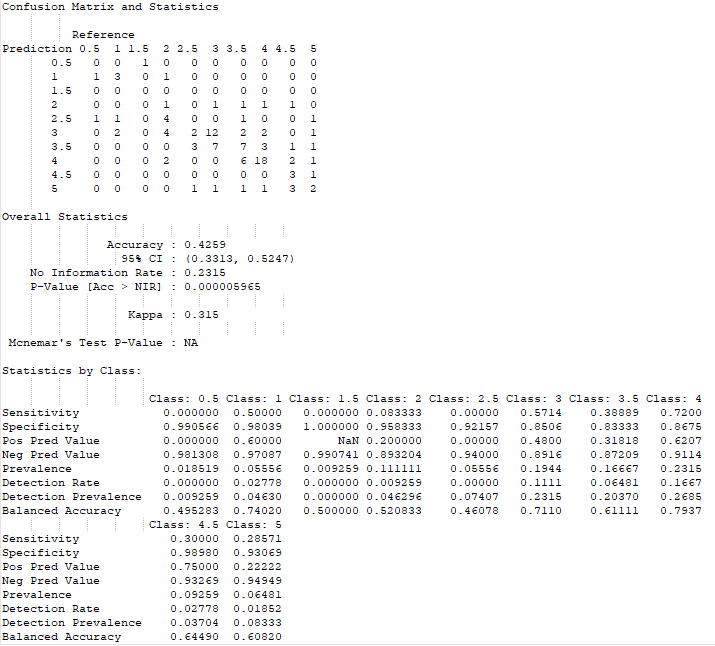 Confusion Matrix and Statistics
          Reference
Prediction 0.5  1 1.5  2 2.5  3 3.5  4 4.5  5
       0.5   0  0   1  0   0  0   0  0   0  0
       1     1  3   0  1   0  0   0  0   0  0
       1.5   0  0   0  0   0  0   0  0   0  0
       2     0  0   0  1   0  1   1  1   1  0
       2.5   1  1   0  4   0  0   1  0   0  1
       3     0  2   0  4   2 12   2  2   0  1
       3.5   0  0   0  0   3  7   7  3   1  1
       4     0  0   0  2   0  0   6 18   2  1
       4.5   0  0   0  0   0  0   0  0   3  1
       5     0  0   0  0   1  1   1  1   3  2
Overall Statistics
Accuracy : 0.4259
95% CI : (0.3313, 0.5247)
No Information Rate : 0.2315
P-Value [Acc > NIR] : 0.000005965
Kappa : 0.315
Mcnemar's Test P-Value : NA
Statistics by Class:
Class: 0.5 Class: 1 Class: 1.5 Class: 2 Class: 2.5 Class: 3 Class: 3.5 Class: 4
Sensitivity 0.000000 0.50000 0.000000 0.083333 0.00000 0.5714 0.38889 0.7200
Specificity 0.990566 0.98039 1.000000 0.958333 0.92157 0.8506 0.83333 0.8675
Pos Pred Value 0.000000 0.60000 NaN 0.200000 0.00000 0.4800 0.31818 0.6207
Neg Pred Value 0.981308 0.97087 0.990741 0.893204 0.94000 0.8916 0.87209 0.9114
Prevalence 0.018519 0.05556 0.009259 0.111111 0.05556 0.1944 0.16667 0.2315
Detection Rate 0.000000 0.02778 0.000000 0.009259 0.00000 0.1111 0.06481 0.1667
Detection Prevalence 0.009259 0.04630 0.000000 0.046296 0.07407 0.2315 0.20370 0.2685
Balanced Accuracy 0.495283 0.74020 0.500000 0.520833 0.46078 0.7110 0.61111 0.7937
Class: 4.5 Class: 5
Sensitivity 0.30000 0.28571
Specificity 0.98980 0.93069
Pos Pred Value 0.75000 0.22222
Neg Pred Value 0.93269 0.94949
Prevalence 0.09259 0.06481
Detection Rate 0.02778 0.01852
Detection Prevalence 0.03704 0.08333
Balanced Accuracy 0.64490 0.60820